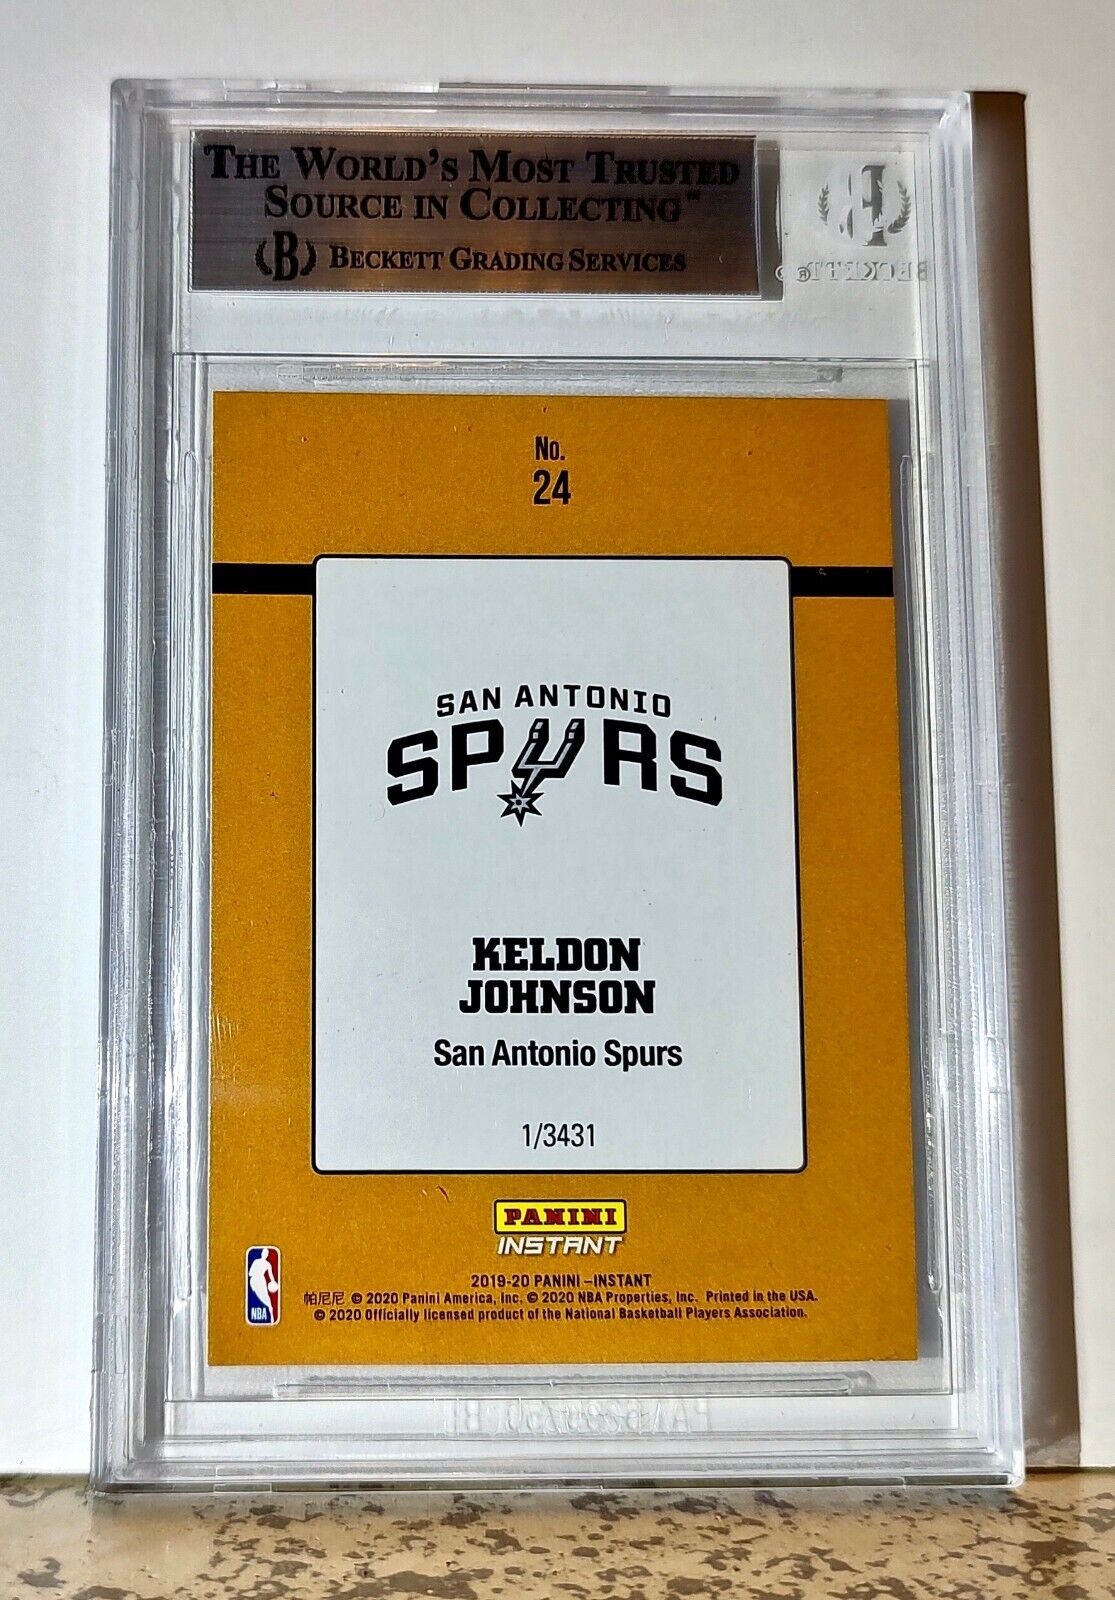 THE WORLD'S MOST TRUSTED
SOURCE IN COLLECTING™
B BECKETT GRADING SERVICES
BECKETT®
No.
24
SAN ANTONIO
SPURS
KELDON
JOHNSON
San Antonio Spurs
1/3431
PANINI
INSTANT
NBA
2019-20 PANINI –INSTANT
帕尼尼 © 2020 Panini America, Inc. © 2020 NBA Properties, Inc. Printed in the USA.
© 2020 Officially licensed product of the National Basketball Players Association.